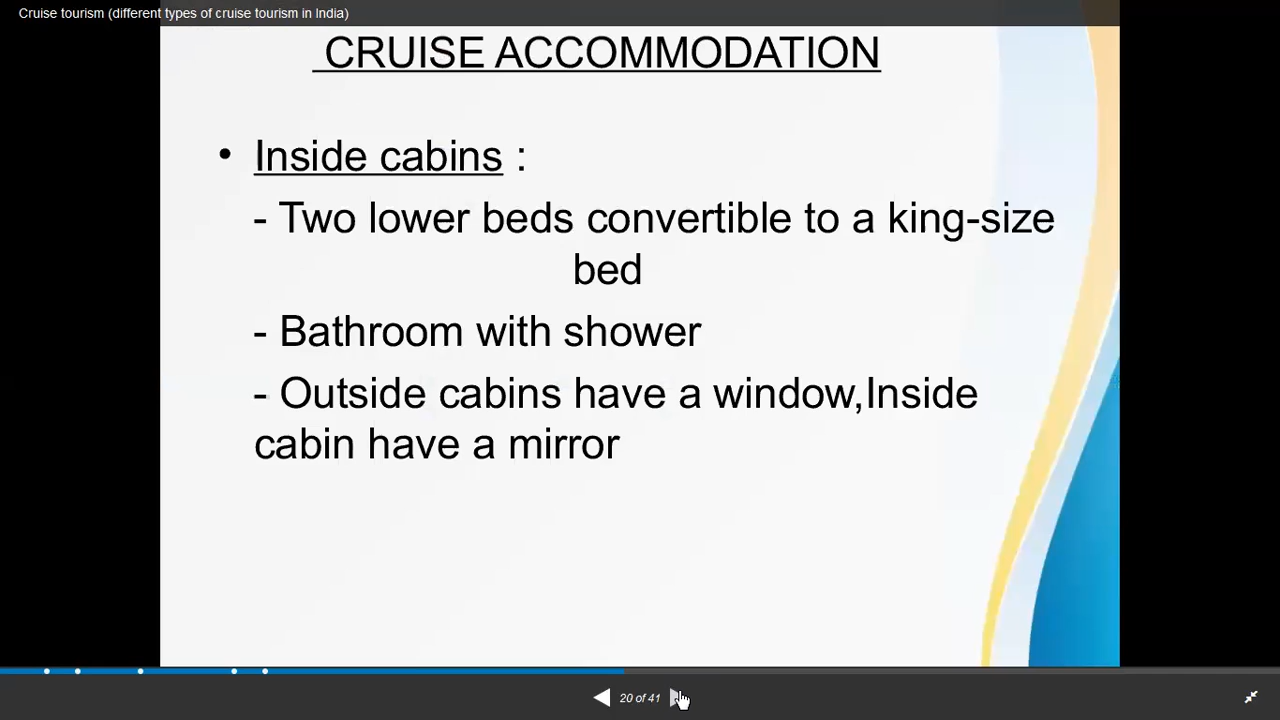 Cruise tourism (different types of cruise tourism in India)
CRUISE ACCOMMODATION
• Inside cabins :
- Two lower beds convertible to a king-size
bed
- Bathroom with shower
- Outside cabins have a window,Inside
cabin have a mirror
20 of 41